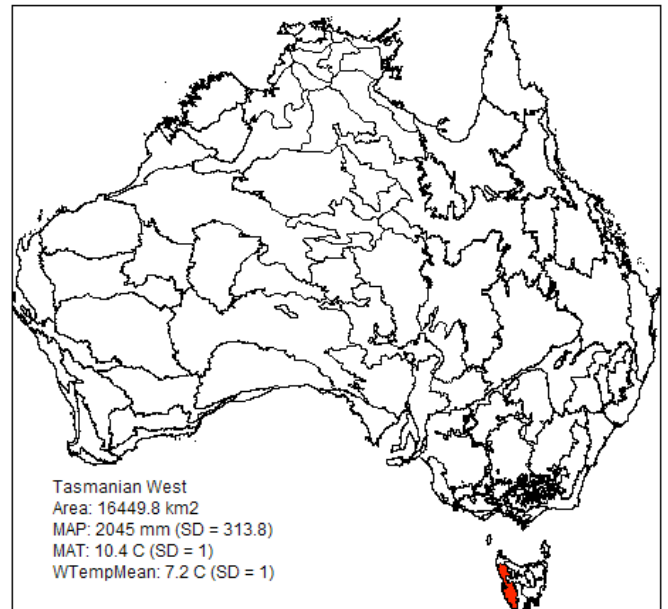 Tasmanian West
Area: 16449.8 km2
MAP: 2045 mm (SD = 313.8)
MAT: 10.4 C (SD = 1)
WTempMean: 7.2 C (SD = 1)